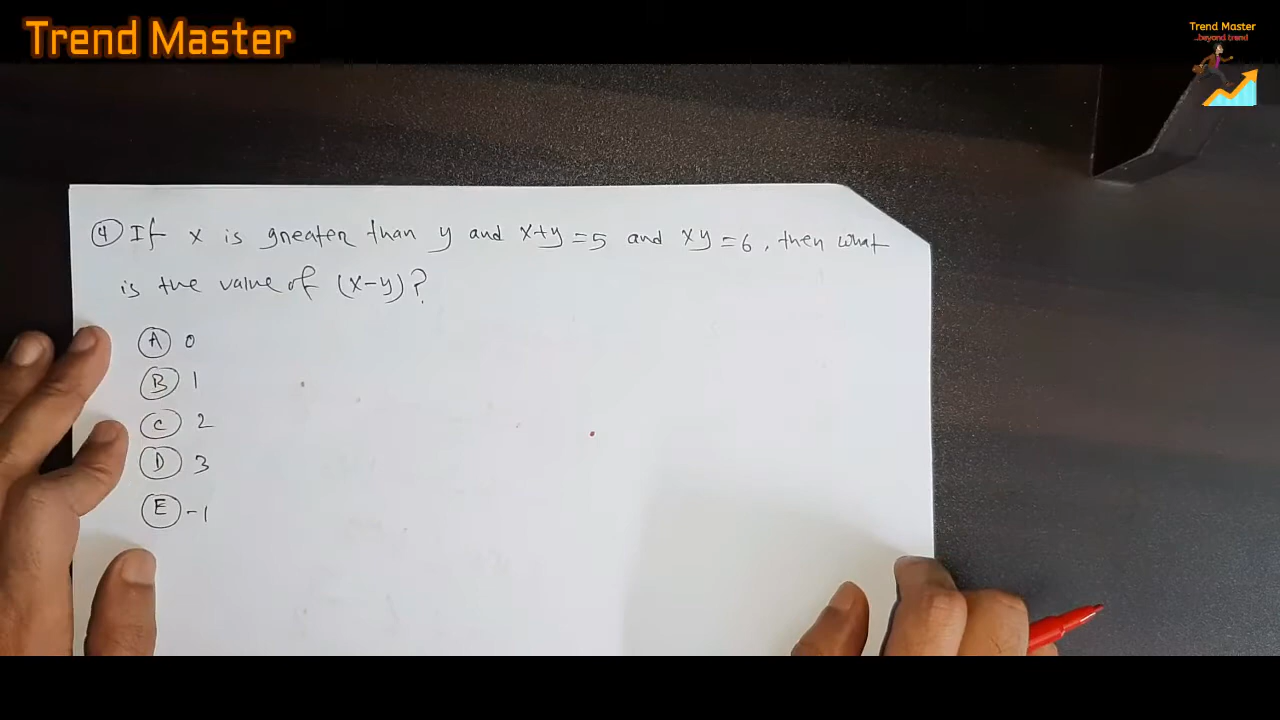 Trend Master
Trend Master
...beyond trend
④ If x is greater than y and x+y=5 and xy=6, then what
is the value of (x-y)?
Ⓐ 0
Ⓑ 1
Ⓒ 2
Ⓓ 3
Ⓔ -1